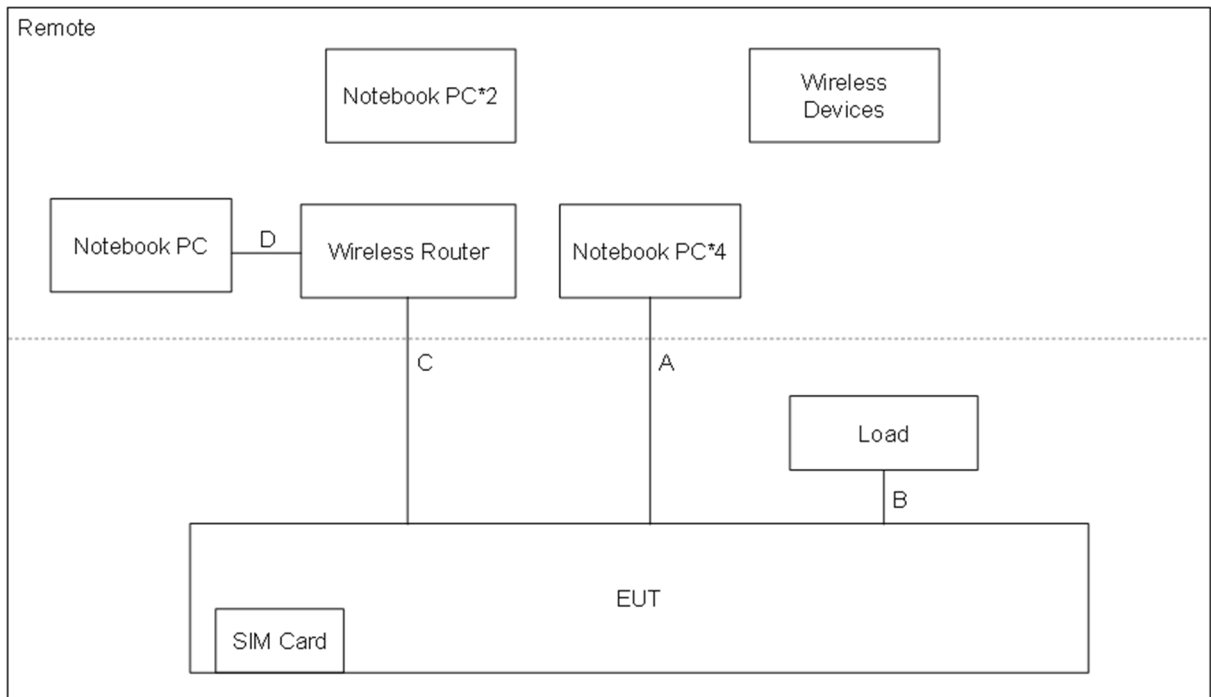 Remote
Notebook PC*2
Wireless
Devices
Notebook PC
D
Wireless Router
Notebook PC*4
C
A
Load
B
EUT
SIM Card